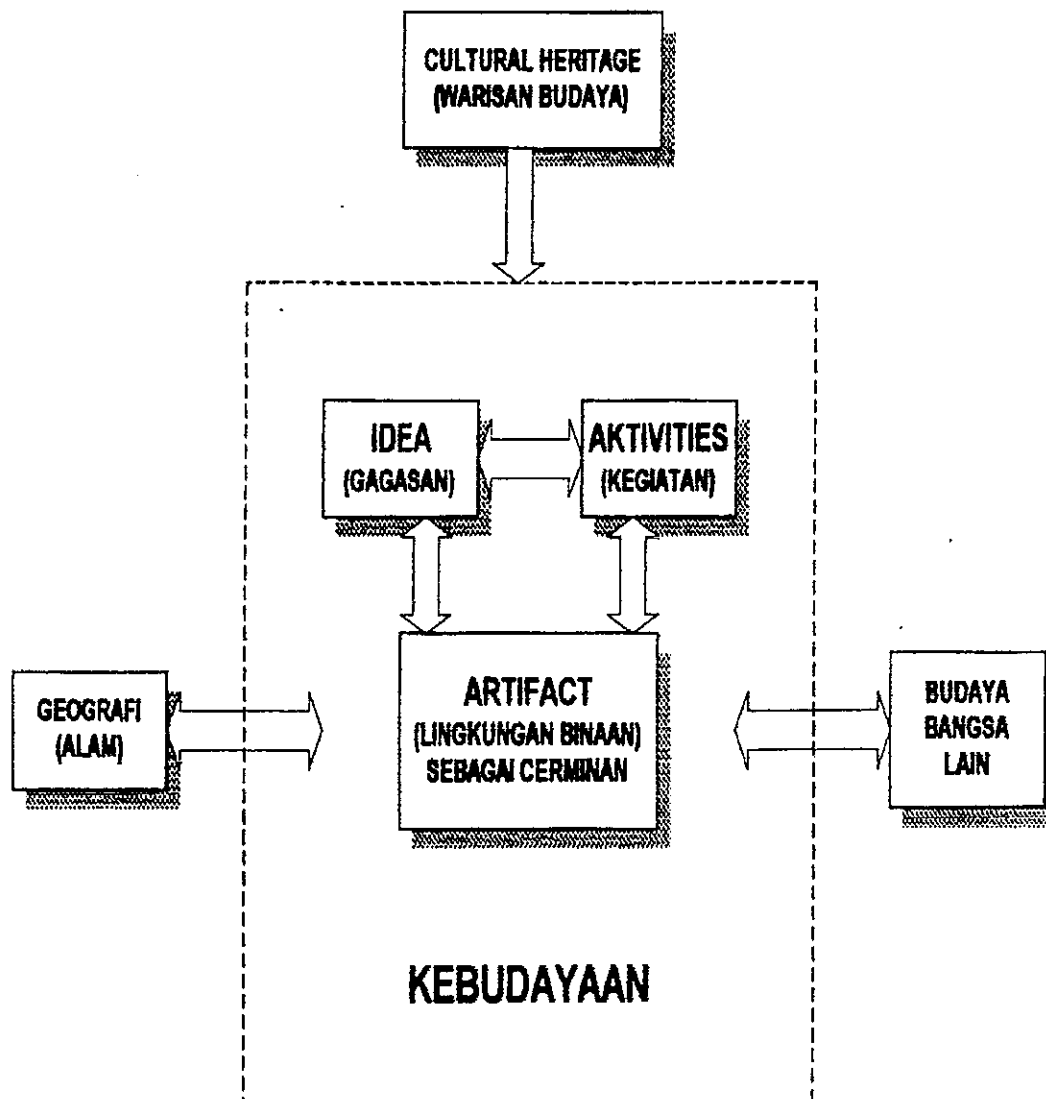 CULTURAL HERITAGE
(WARISAN BUDAYA)
IDEA
(GAGASAN)
AKTIVITIES
(KEGIATAN)
ARTIFACT
(LINGKUNGAN BINAAN)
SEBAGAI CERMINAN
GEOGRAFI
(ALAM)
BUDAYA
BANGSA
LAIN
KEBUDAYAAN